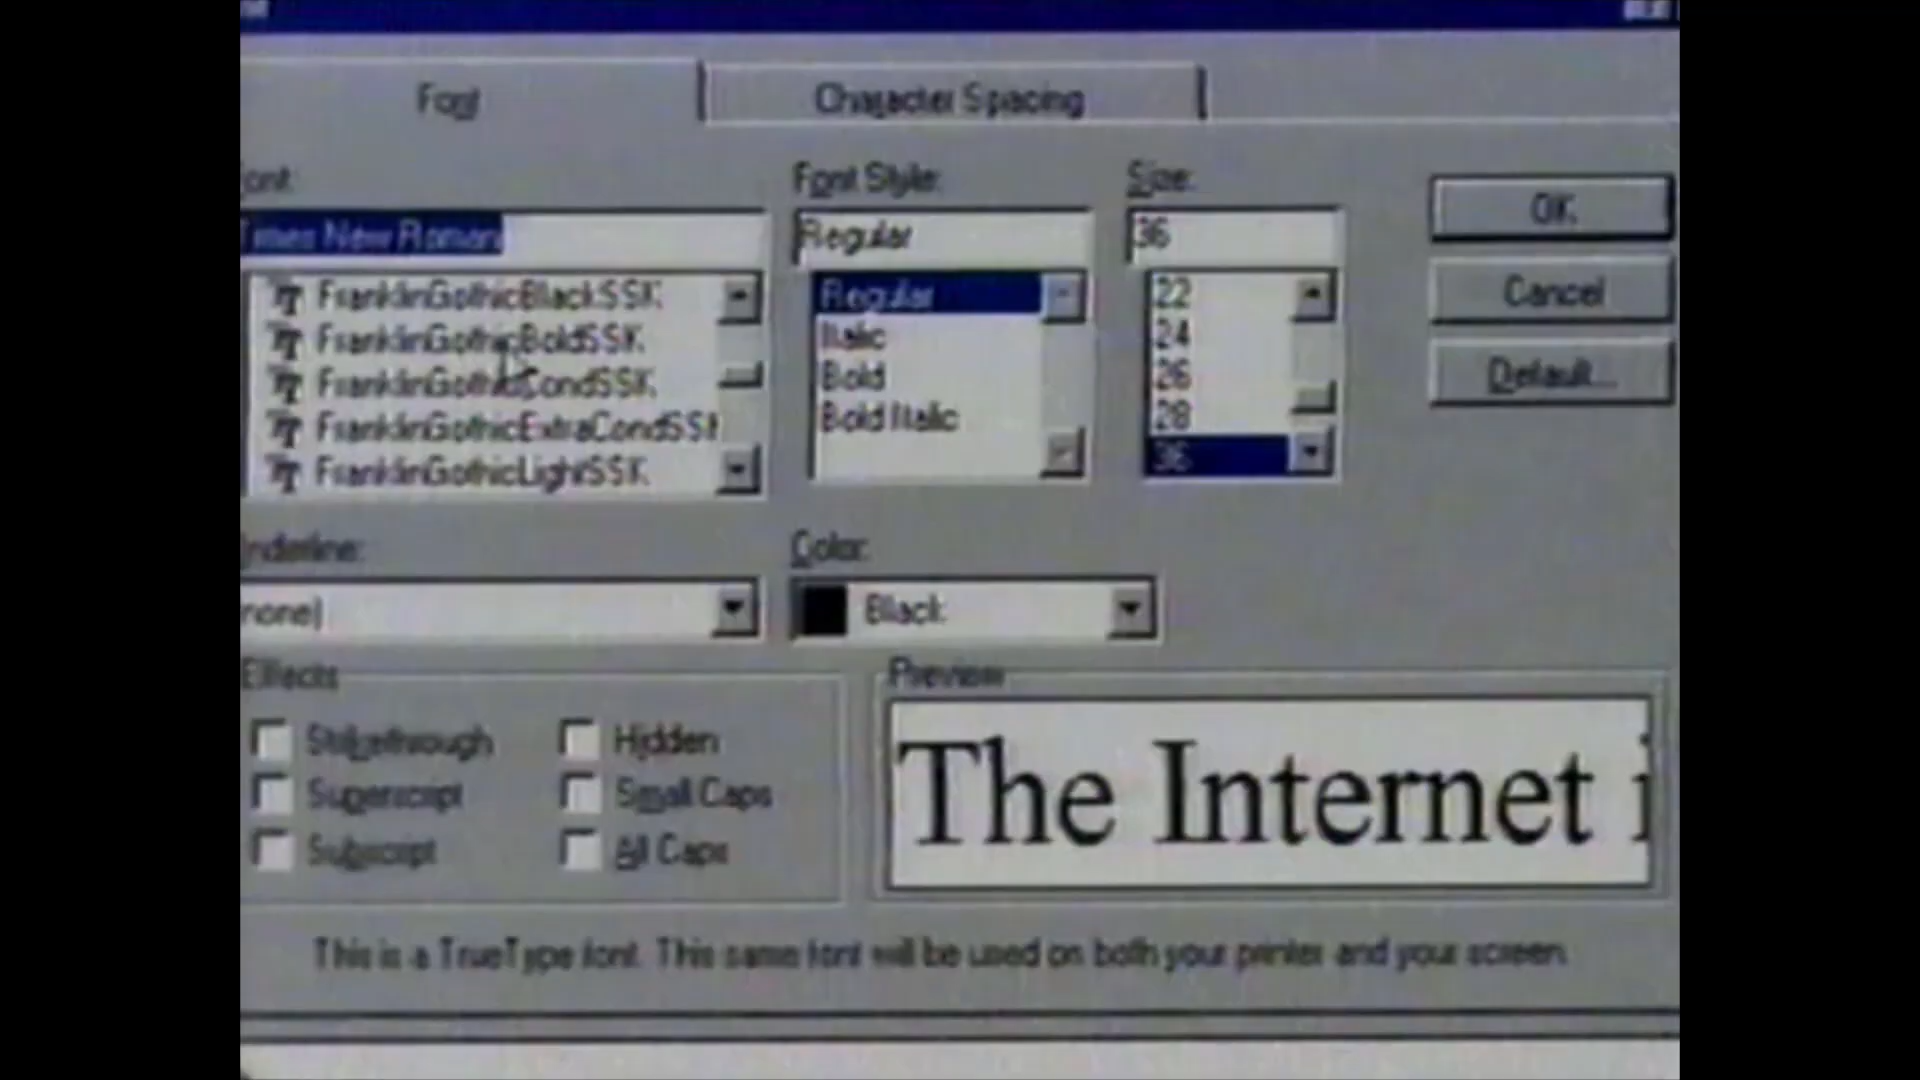 Font
Character Spacing
ont:
Font Style:
Size:
Times New Roman
Regular
36
OK
Cancel
Default...
FranklinGothicBlackSSK
FranklinGothicBoldSSK
FranklinGothicCondSSK
FranklinGothicExtraCondSSK
FranklinGothicLightSSK
Regular
Italic
Bold
Bold Italic
22
24
26
28
36
nderline:
Color:
none)
Black
Effects
Strikethrough
Superscript
Subscript
Hidden
Small Caps
All Caps
Preview
The Internet i
This is a TrueType font. This same font will be used on both your printer and your screen.